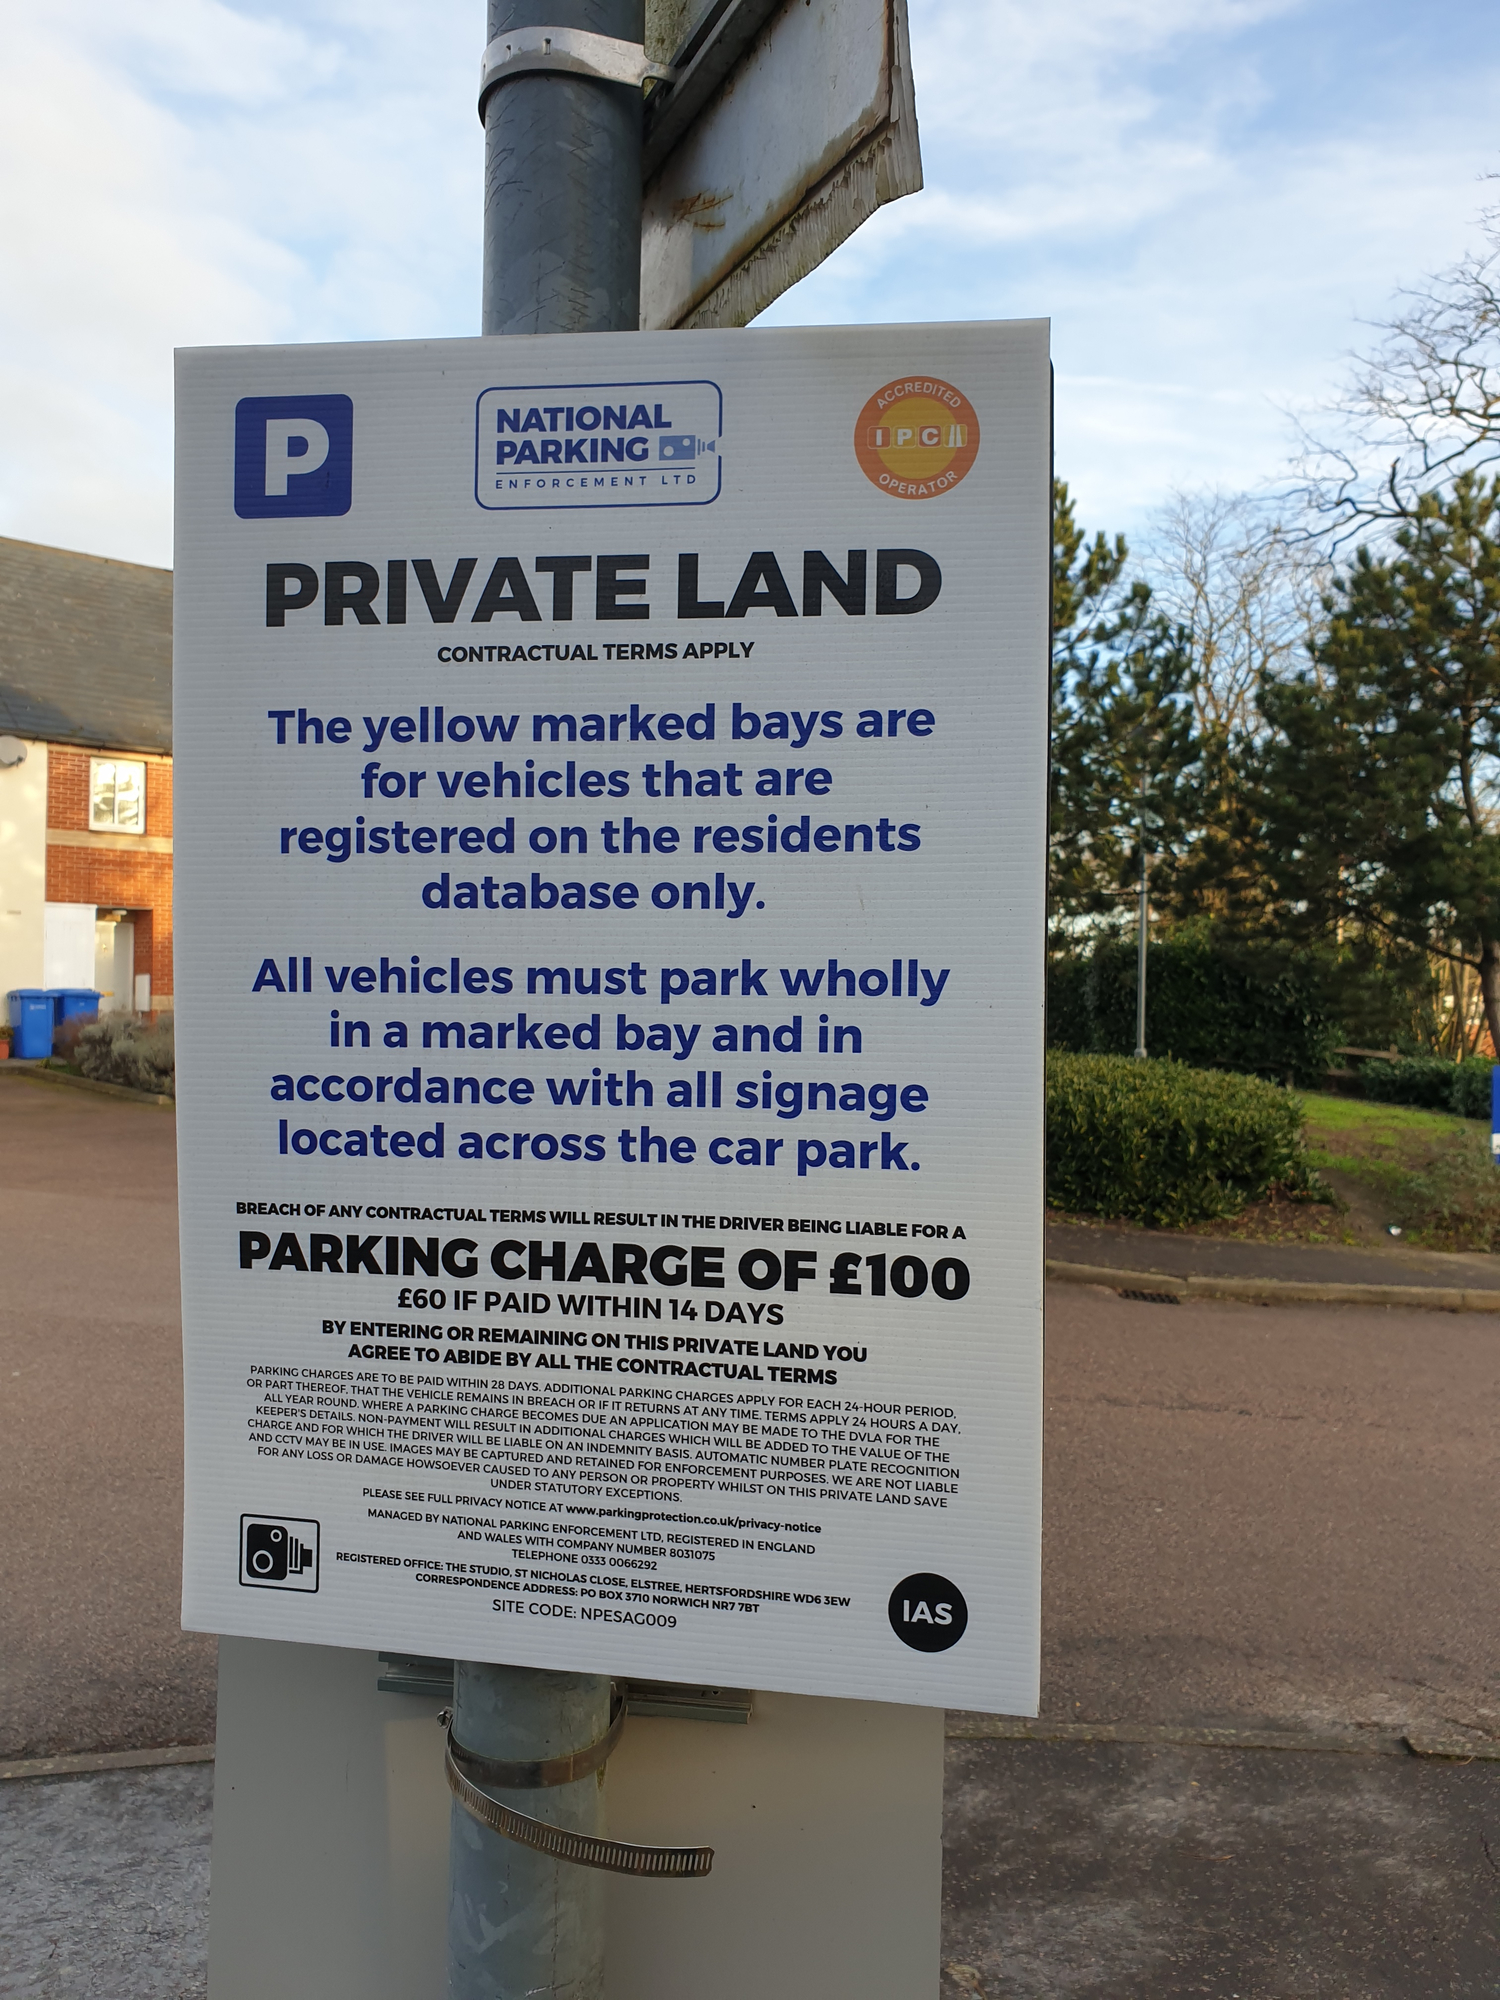 P
NATIONAL
PARKING
ENFORCEMENT LTD
ACCREDITED
IPC
OPERATOR
PRIVATE LAND
CONTRACTUAL TERMS APPLY
The yellow marked bays are
for vehicles that are
registered on the residents
database only.
All vehicles must park wholly
in a marked bay and in
accordance with all signage
located across the car park.
BREACH OF ANY CONTRACTUAL TERMS WILL RESULT IN THE DRIVER BEING LIABLE FOR A
PARKING CHARGE OF £100
£60 IF PAID WITHIN 14 DAYS
BY ENTERING OR REMAINING ON THIS PRIVATE LAND YOU
AGREE TO ABIDE BY ALL THE CONTRACTUAL TERMS
PARKING CHARGES ARE TO BE PAID WITHIN 28 DAYS. ADDITIONAL PARKING CHARGES APPLY FOR EACH 24-HOUR PERIOD,
OR PART THEREOF, THAT THE VEHICLE REMAINS IN BREACH OR IF IT RETURNS AT ANY TIME. TERMS APPLY 24 HOURS A DAY,
ALL YEAR ROUND. WHERE A PARKING CHARGE BECOMES DUE AN APPLICATION MAY BE MADE TO THE DVLA FOR THE
KEEPER'S DETAILS. NON-PAYMENT WILL RESULT IN ADDITIONAL CHARGES WHICH WILL BE ADDED TO THE VALUE OF THE
CHARGE AND FOR WHICH THE DRIVER WILL BE LIABLE ON AN INDEMNITY BASIS. AUTOMATIC NUMBER PLATE RECOGNITION
AND CCTV MAY BE IN USE. IMAGES MAY BE CAPTURED AND RETAINED FOR ENFORCEMENT PURPOSES. WE ARE NOT LIABLE
FOR ANY LOSS OR DAMAGE HOWSOEVER CAUSED TO ANY PERSON OR PROPERTY WHILST ON THIS PRIVATE LAND SAVE
UNDER STATUTORY EXCEPTIONS.
PLEASE SEE FULL PRIVACY NOTICE AT www.parkingprotection.co.uk/privacy-notice
MANAGED BY NATIONAL PARKING ENFORCEMENT LTD, REGISTERED IN ENGLAND
AND WALES WITH COMPANY NUMBER 8031075
TELEPHONE 0333 0066292
REGISTERED OFFICE: THE STUDIO, ST NICHOLAS CLOSE, ELSTREE, HERTSFORDSHIRE WD6 3EW
CORRESPONDENCE ADDRESS: PO BOX 3710 NORWICH NR7 7BT
SITE CODE: NPESAG009
IAS